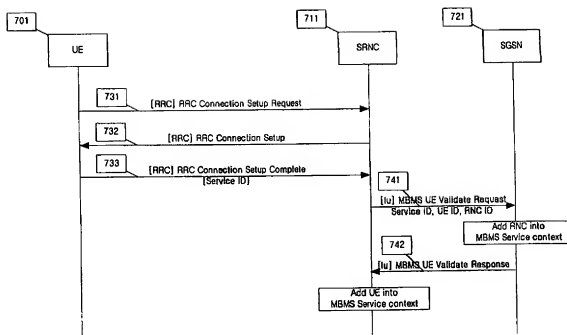 701
711
721
UE
SRNC
SGSN
731
[RRC] RRC Connection Setup Request
732
[RRC] RRC Connection Setup
733
[RRC] RRC Connection Setup Complete
[Service ID]
741
[Iu] MBMS UE Validate Request
Service ID, UE ID, RNC ID
Add RNC into
MBMS Service context
742
[Iu] MBMS UE Validate Response
Add UE into
MBMS Service context